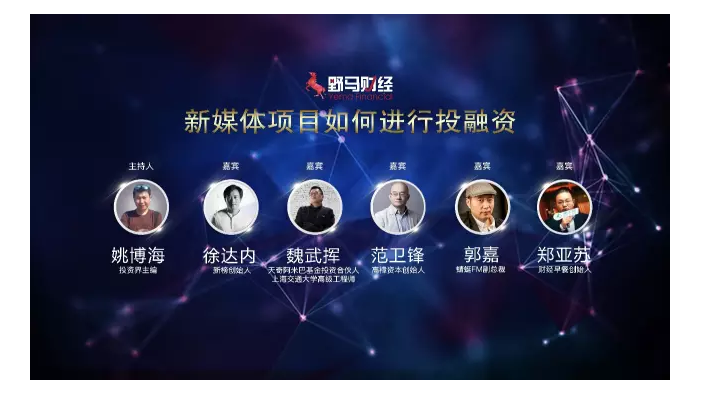 野马财经
Yema Financial
新媒体项目如何进行投融资
主持人
嘉宾
嘉宾
嘉宾
嘉宾
嘉宾
姚博海
徐达内
魏武挥
范卫锋
郭嘉
郑亚苏
投资界主编
新榜创始人
天奇阿米巴基金投资合伙人
上海交通大学高级工程师
高樟资本创始人
蜻蜓FM副总裁
财经早餐创始人